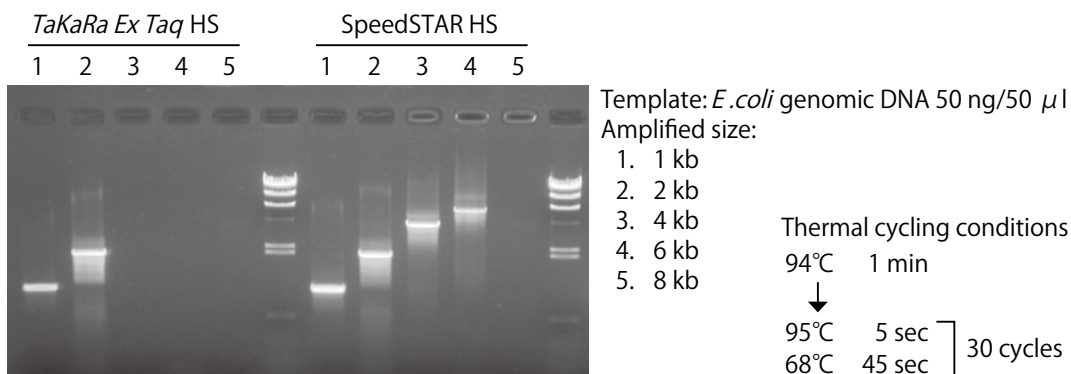 TaKaRa Ex Taq HS SpeedSTAR HS
1 2 3 4 5 1 2 3 4 5
Template: E.coli genomic DNA 50 ng/50 μl
Amplified size:
1. 1 kb
2. 2 kb
3. 4 kb
4. 6 kb
5. 8 kb
Thermal cycling conditions
94℃ 1 min
95℃ 5 sec
68℃ 45 sec
30 cycles